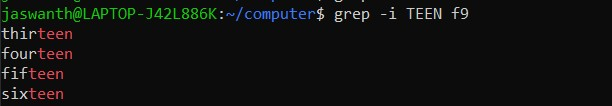 jaswanth@LAPTOP-J42L886K:~/computer$ grep -i TEEN f9
thirteen
fourteen
fifteen
sixteen